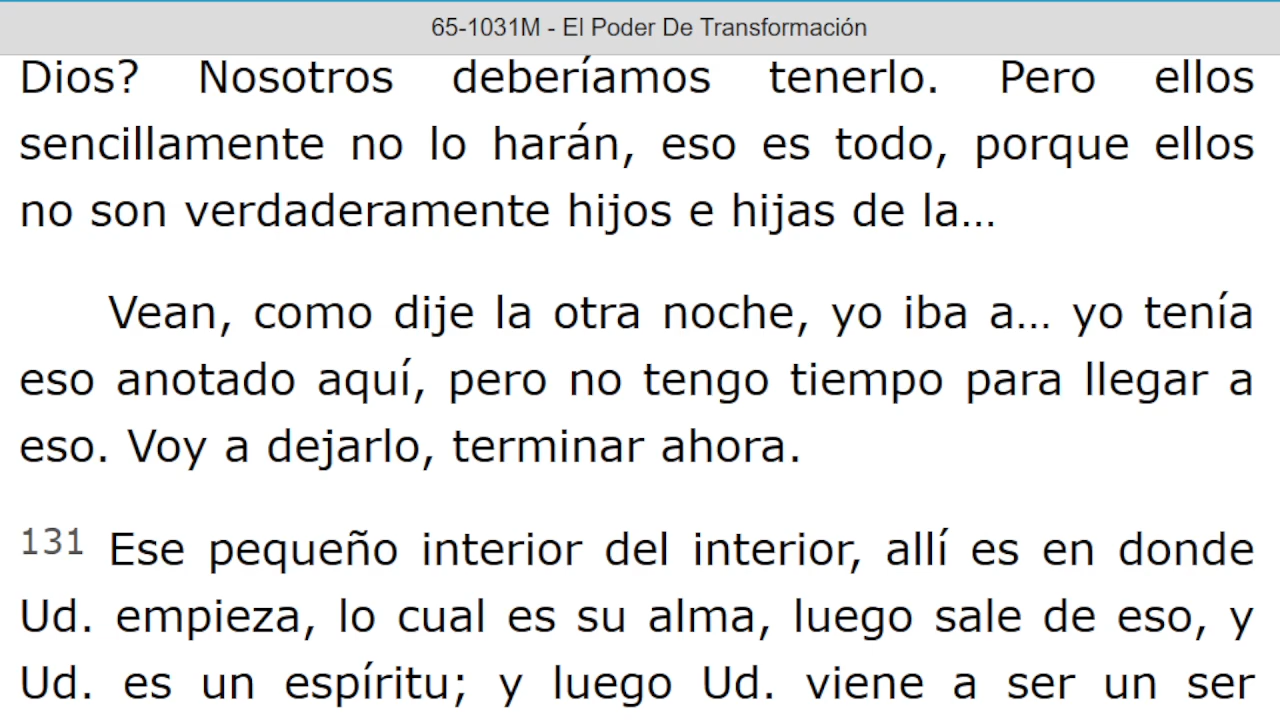 65-1031M - El Poder De Transformación
Dios? Nosotros deberíamos tenerlo. Pero ellos
sencillamente no lo harán, eso es todo, porque ellos
no son verdaderamente hijos e hijas de la…
Vean, como dije la otra noche, yo iba a… yo tenía
eso anotado aquí, pero no tengo tiempo para llegar a
eso. Voy a dejarlo, terminar ahora.
131 Ese pequeño interior del interior, allí es en donde
Ud. empieza, lo cual es su alma, luego sale de eso, y
Ud. es un espíritu; y luego Ud. viene a ser un ser